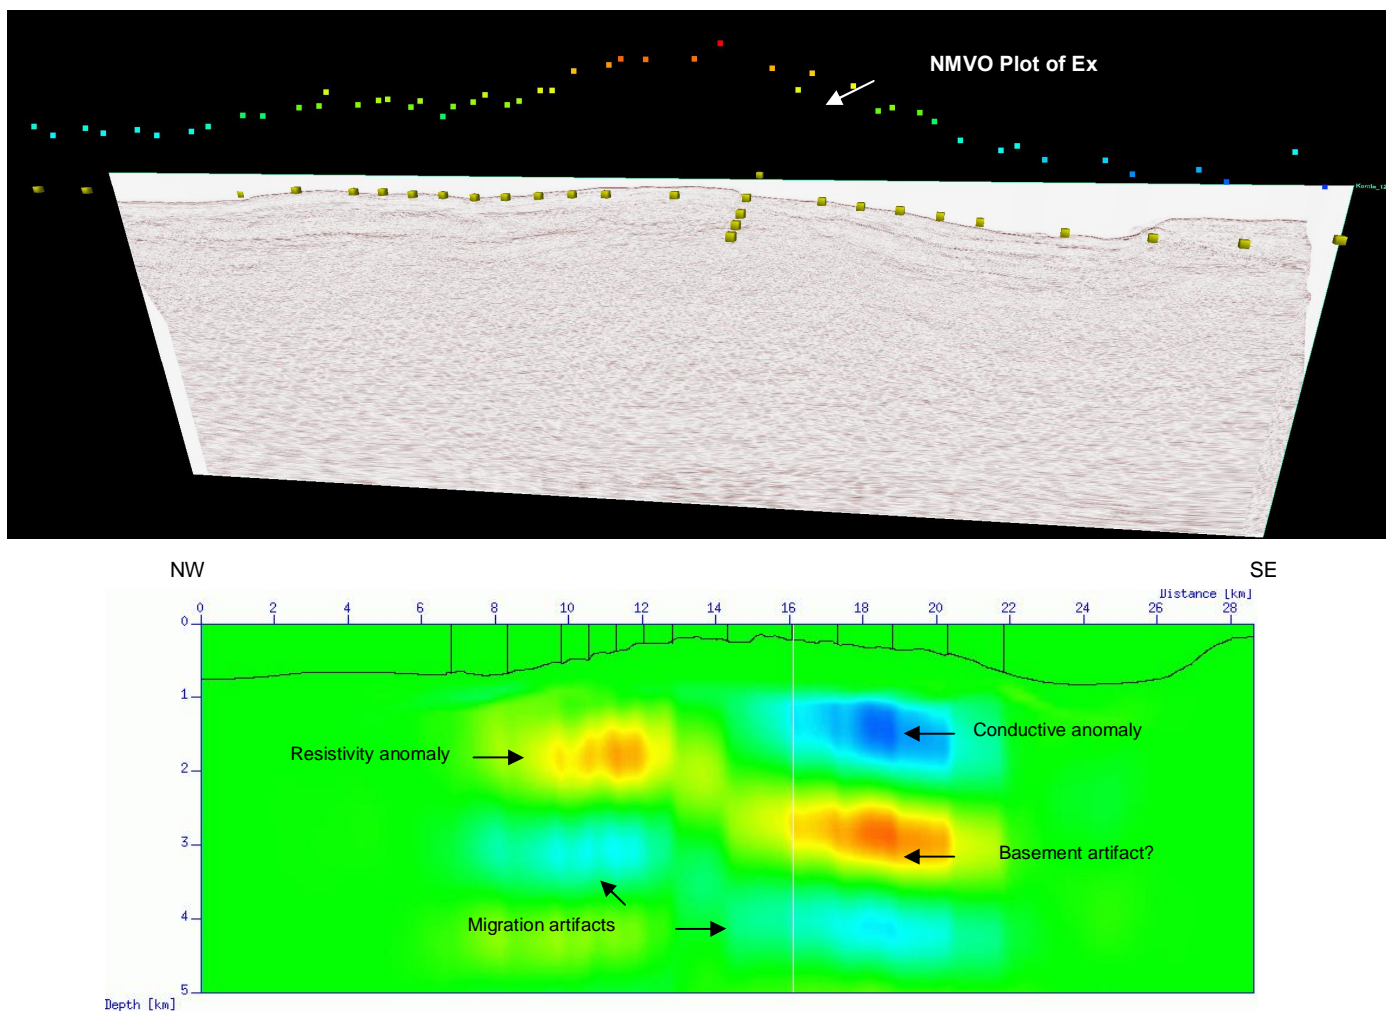 NMVO Plot of Ex
NW SE
Distance [km]
0 2 4 6 8 10 12 14 16 18 20 22 24 26 28
0
1
Conductive anomaly
Resistivity anomaly
2
3
Basement artifact?
4
Migration artifacts
5
Depth [km]